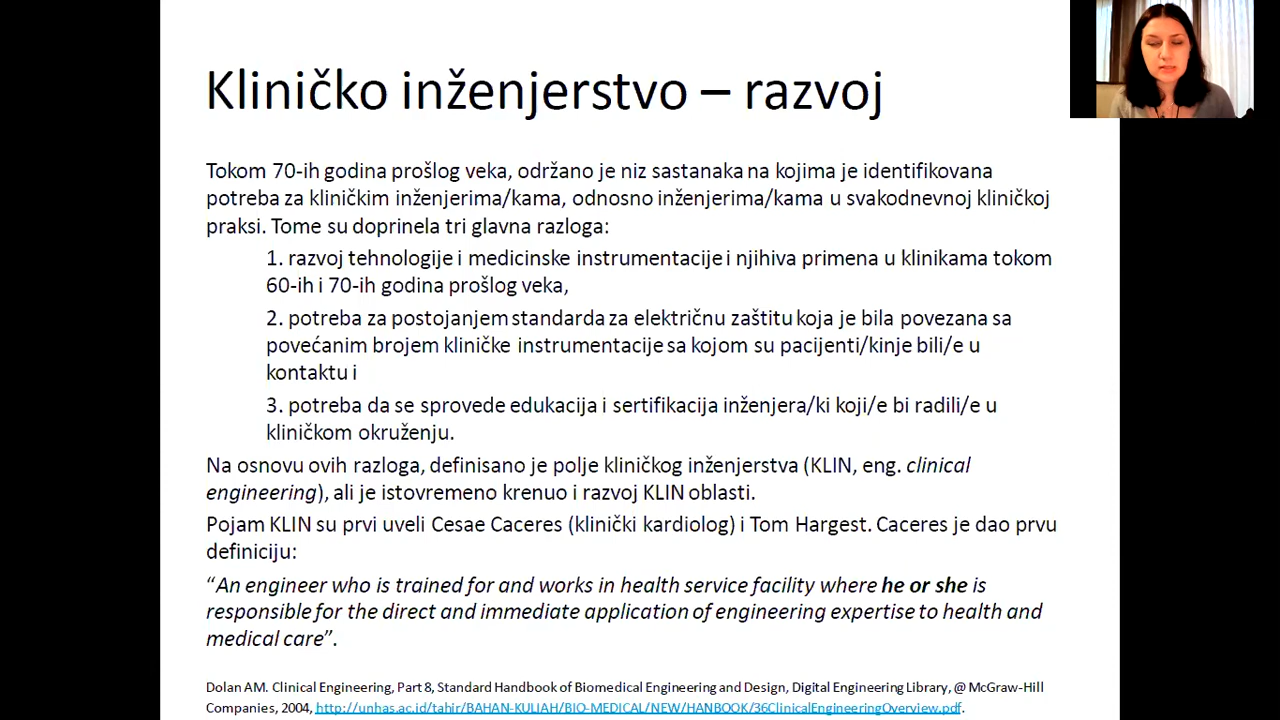 Kliničko inženjerstvo – razvoj
Tokom 70-ih godina prošlog veka, održano je niz sastanaka na kojima je identifikovana
potreba za kliničkim inženjerima/kama, odnosno inženjerima/kama u svakodnevnoj kliničkoj
praksi. Tome su doprinela tri glavna razloga:
1. razvoj tehnologije i medicinske instrumentacije i njihiva primena u klinikama tokom
60-ih i 70-ih godina prošlog veka,
2. potreba za postojanjem standarda za električnu zaštitu koja je bila povezana sa
povećanim brojem kliničke instrumentacije sa kojom su pacijenti/kinje bili/e u
kontaktu i
3. potreba da se sprovede edukacija i sertifikacija inženjera/ki koji/e bi radili/e u
kliničkom okruženju.
Na osnovu ovih razloga, definisano je polje kliničkog inženjerstva (KLIN, eng. clinical
engineering), ali je istovremeno krenuo i razvoj KLIN oblasti.
Pojam KLIN su prvi uveli Cesae Caceres (klinički kardiolog) i Tom Hargest. Caceres je dao prvu
definiciju:
“An engineer who is trained for and works in health service facility where he or she is
responsible for the direct and immediate application of engineering expertise to health and
medical care”.
Dolan AM. Clinical Engineering, Part 8, Standard Handbook of Biomedical Engineering and Design, Digital Engineering Library, @ McGraw-Hill
Companies, 2004, http://unhas.ac.id/tahir/BAHAN-KULIAH/BIO-MEDICAL/NEW/HANBOOK/36ClinicalEngineeringOverview.pdf.